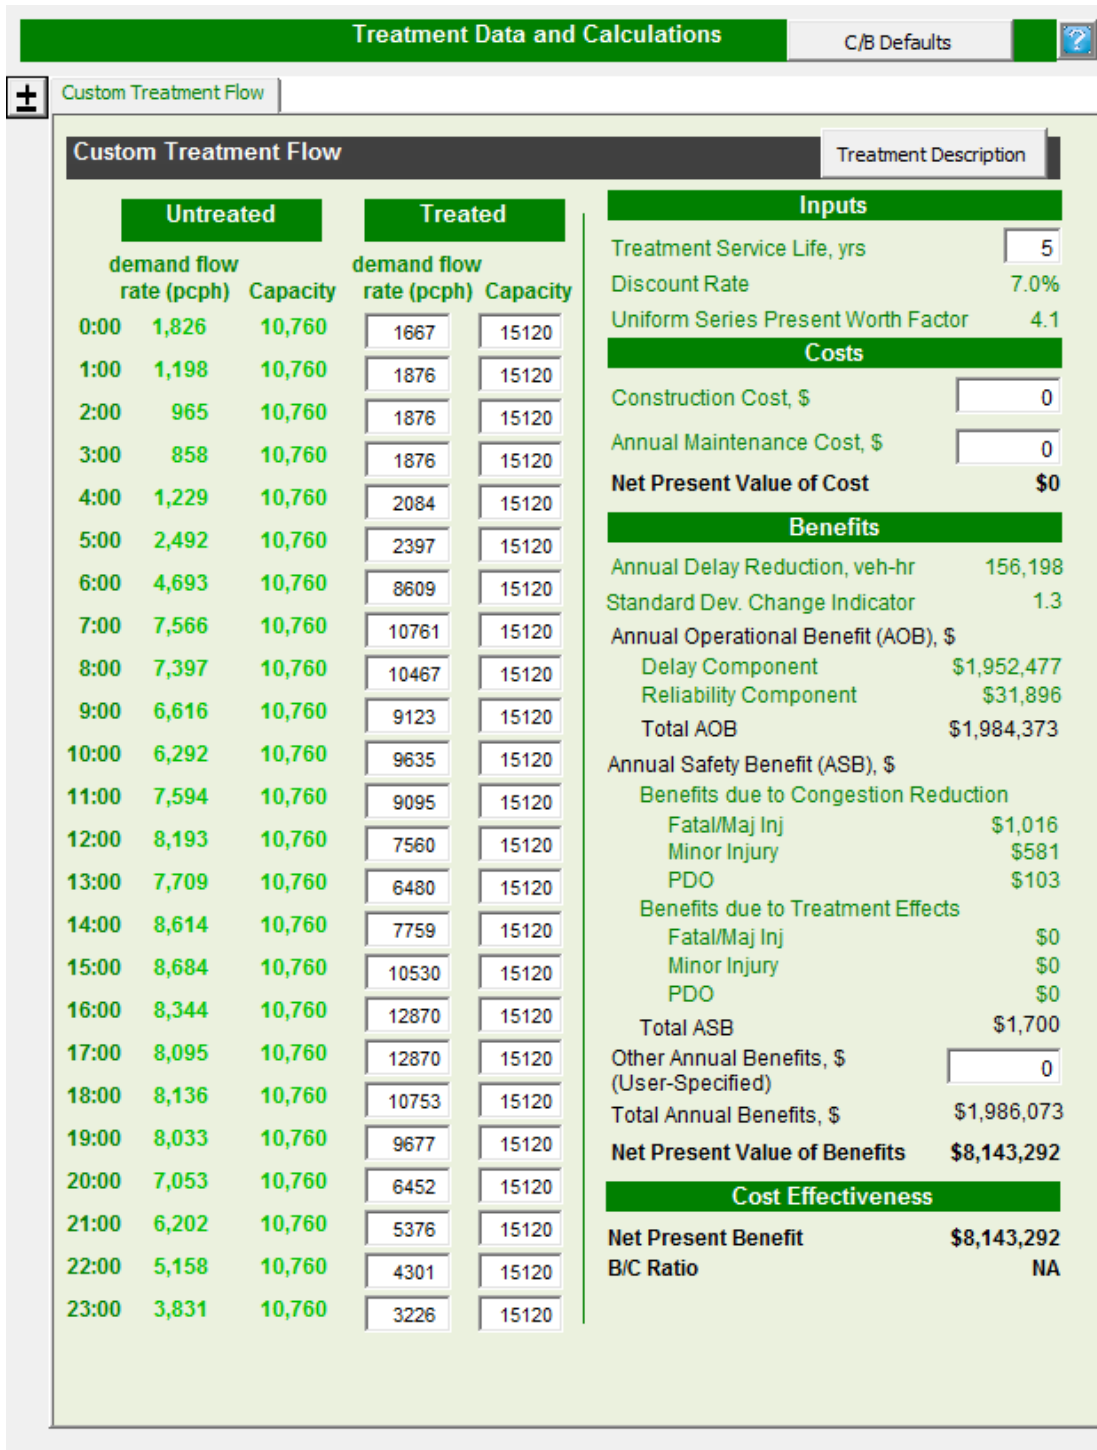 Treatment Data and Calculations
C/B Defaults
?
±
Custom Treatment Flow
Custom Treatment Flow
Treatment Description
Untreated
Treated
demand flow rate (pcph) Capacity
demand flow rate (pcph) Capacity
0:00 1,826 10,760 1667 15120
1:00 1,198 10,760 1876 15120
2:00 965 10,760 1876 15120
3:00 858 10,760 1876 15120
4:00 1,229 10,760 2084 15120
5:00 2,492 10,760 2397 15120
6:00 4,693 10,760 8609 15120
7:00 7,566 10,760 10761 15120
8:00 7,397 10,760 10467 15120
9:00 6,616 10,760 9123 15120
10:00 6,292 10,760 9635 15120
11:00 7,594 10,760 9095 15120
12:00 8,193 10,760 7560 15120
13:00 7,709 10,760 6480 15120
14:00 8,614 10,760 7759 15120
15:00 8,684 10,760 10530 15120
16:00 8,344 10,760 12870 15120
17:00 8,095 10,760 12870 15120
18:00 8,136 10,760 10753 15120
19:00 8,033 10,760 9677 15120
20:00 7,053 10,760 6452 15120
21:00 6,202 10,760 5376 15120
22:00 5,158 10,760 4301 15120
23:00 3,831 10,760 3226 15120
Inputs
Treatment Service Life, yrs 5
Discount Rate 7.0%
Uniform Series Present Worth Factor 4.1
Costs
Construction Cost, $ 0
Annual Maintenance Cost, $ 0
Net Present Value of Cost $0
Benefits
Annual Delay Reduction, veh-hr 156,198
Standard Dev. Change Indicator 1.3
Annual Operational Benefit (AOB), $
Delay Component $1,952,477
Reliability Component $31,896
Total AOB $1,984,373
Annual Safety Benefit (ASB), $
Benefits due to Congestion Reduction
Fatal/Maj Inj $1,016
Minor Injury $581
PDO $103
Benefits due to Treatment Effects
Fatal/Maj Inj $0
Minor Injury $0
PDO $0
Total ASB $1,700
Other Annual Benefits, $ 0
(User-Specified)
Total Annual Benefits, $ $1,986,073
Net Present Value of Benefits $8,143,292
Cost Effectiveness
Net Present Benefit $8,143,292
B/C Ratio NA